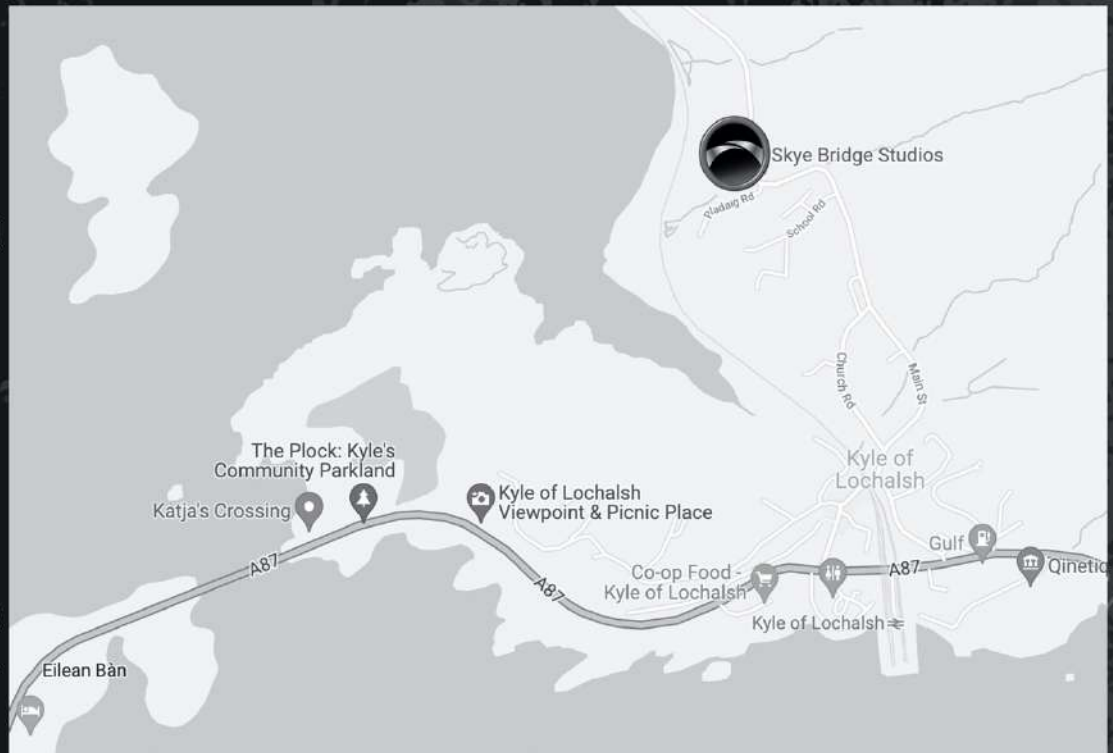 Skye Bridge Studios
Pladaig Rd
School Rd
Church Rd
Main St
Kyle of
Lochalsh
The Plock: Kyle's
Community Parkland
Katja's Crossing
Kyle of Lochalsh
Viewpoint & Picnic Place
A87
A87
Co-op Food -
Kyle of Lochalsh
A87
Gulf
Qinetiq
Kyle of Lochalsh
Eilean Bàn